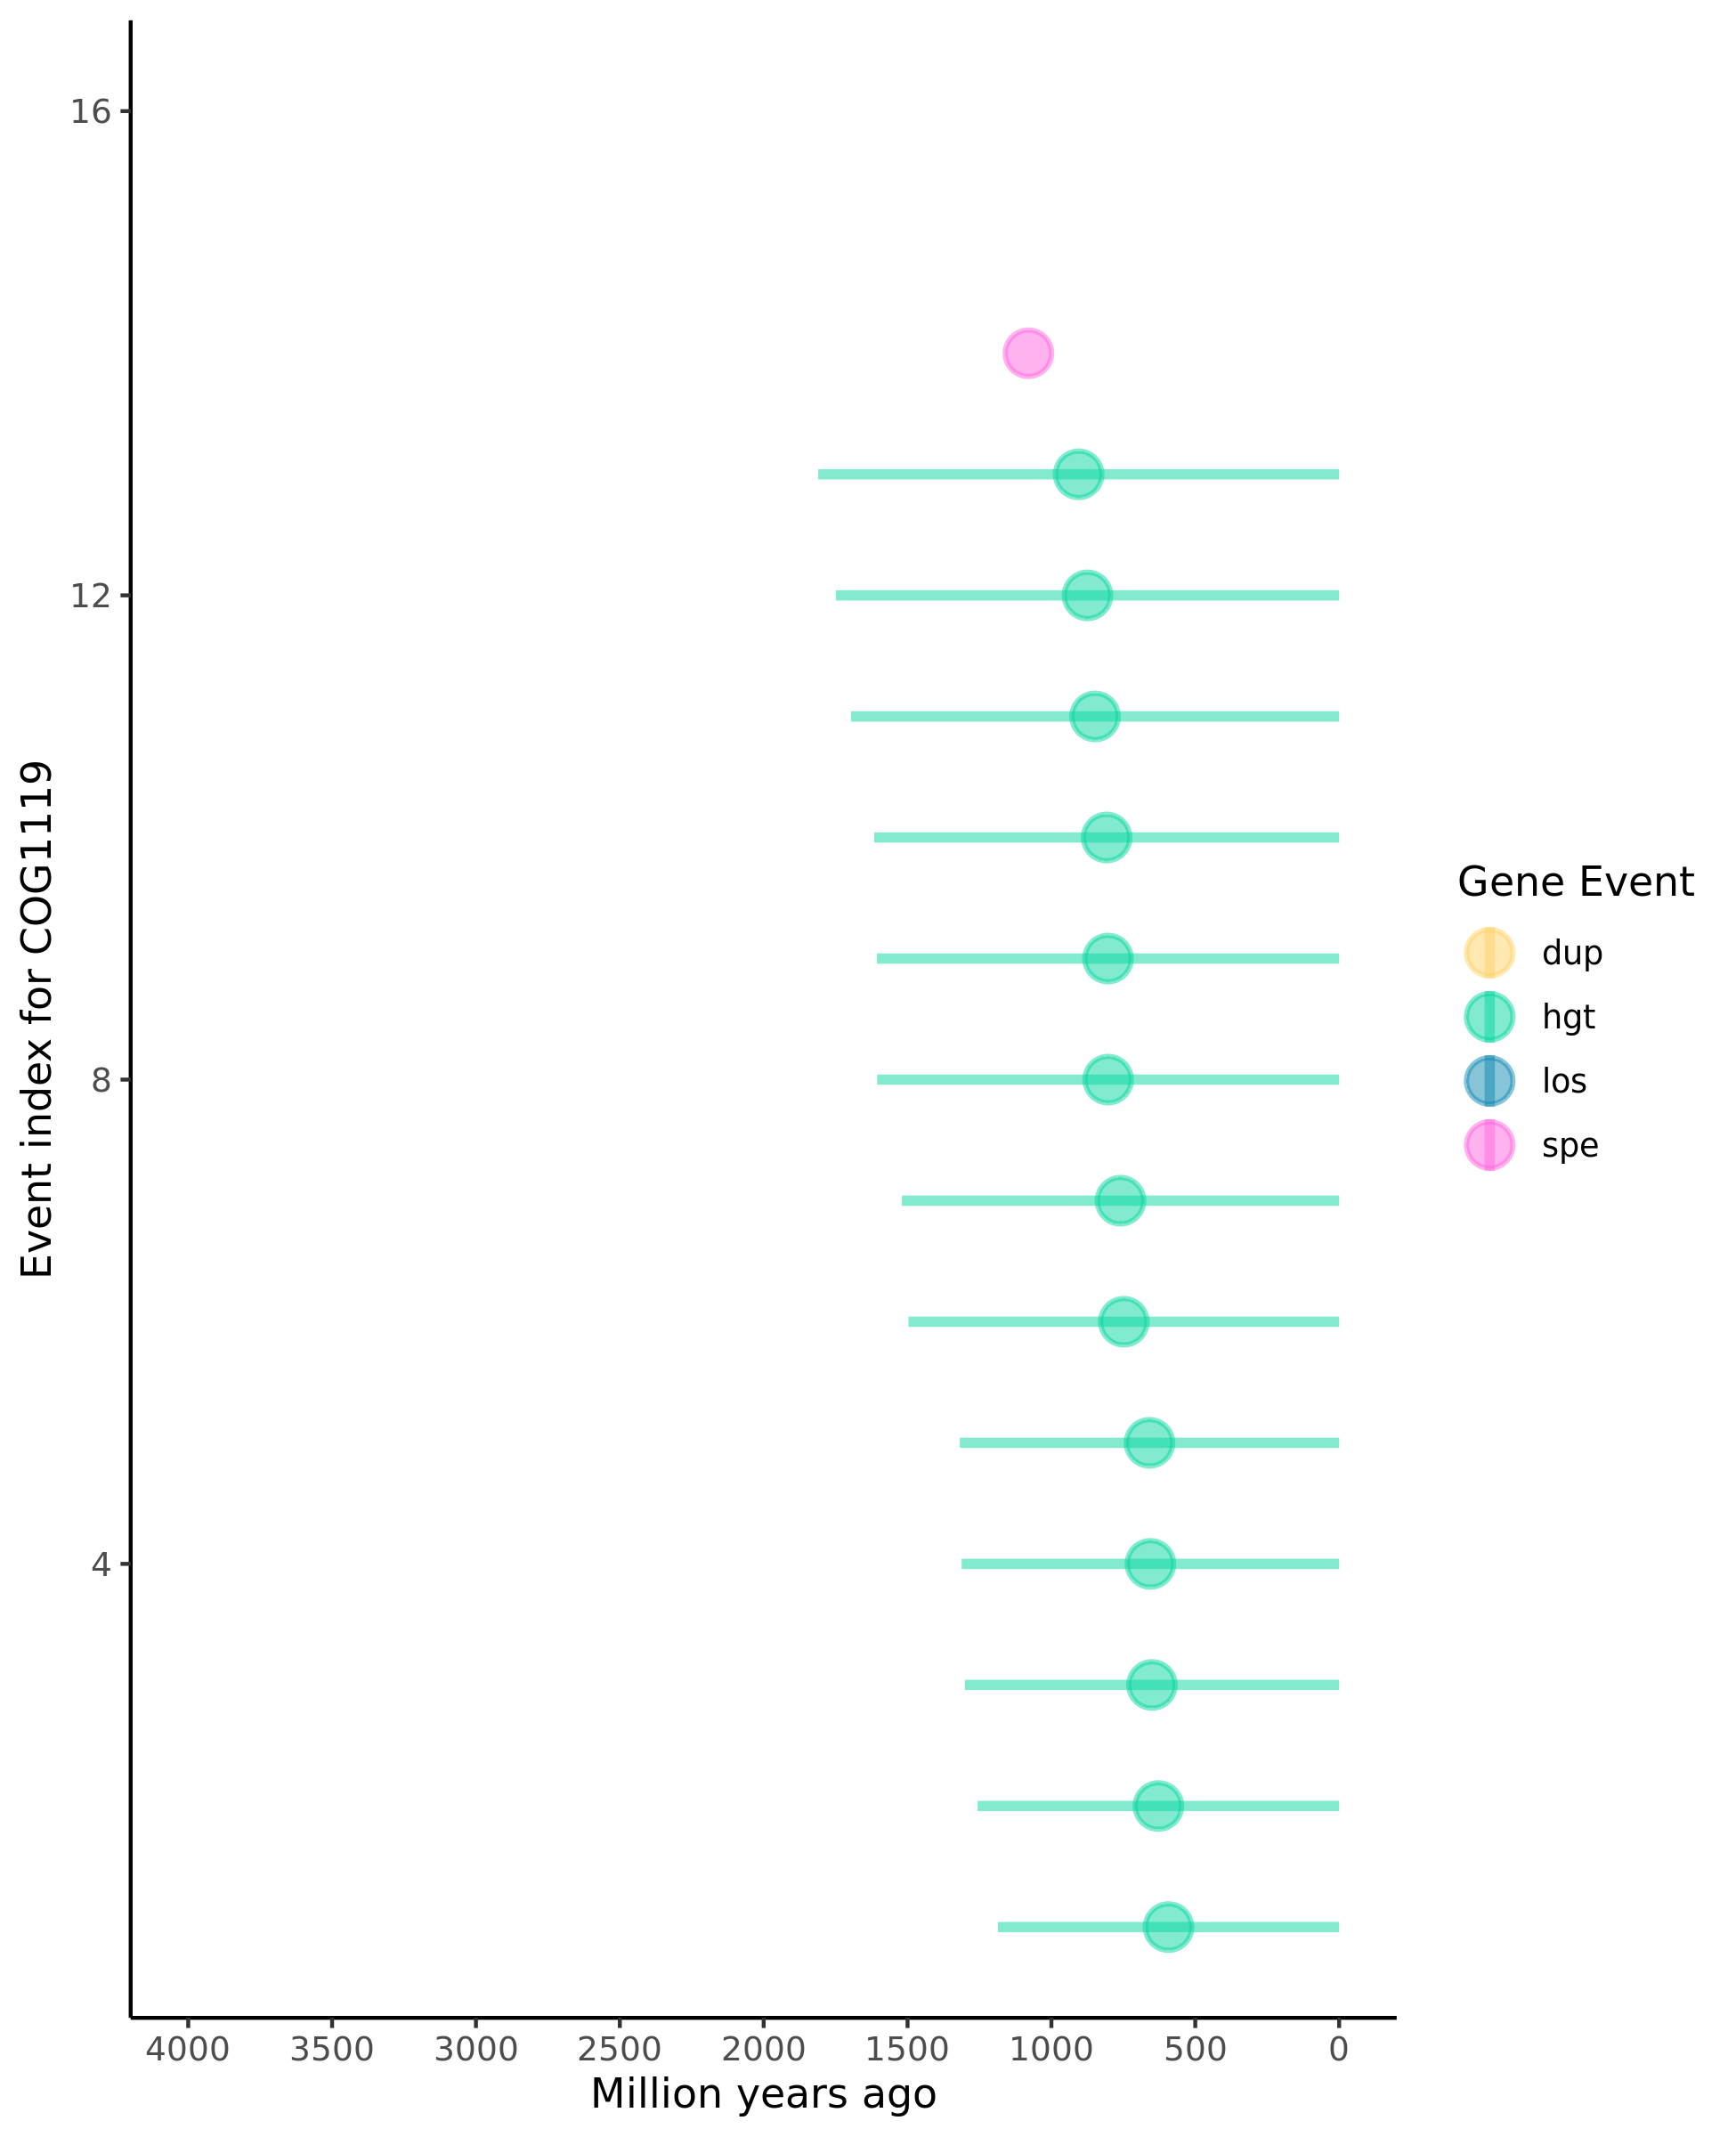 16
12
8
4
Event index for COG1119
4000 3500 3000 2500 2000 1500 1000 500 0
Million years ago
Gene Event
dup
hgt
los
spe